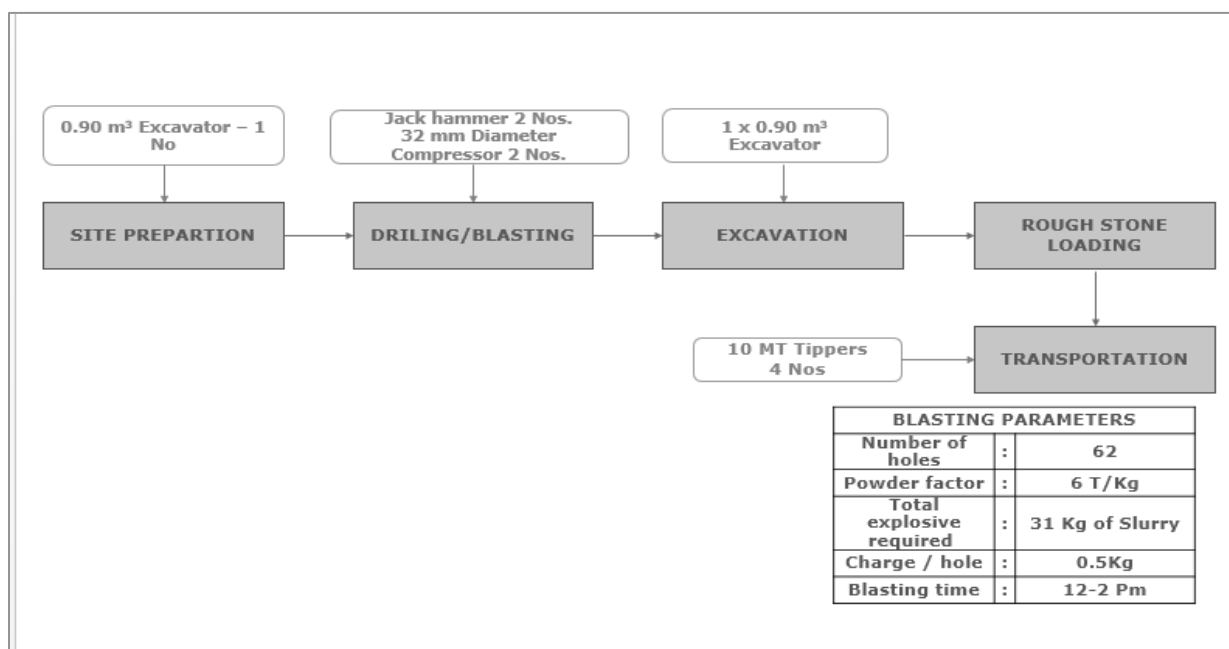 0.90 m³ Excavator – 1
No
Jack hammer 2 Nos.
32 mm Diameter
Compressor 2 Nos.
1 x 0.90 m³
Excavator
SITE PREPARTION
DRILING/BLASTING
EXCAVATION
ROUGH STONE
LOADING
10 MT Tippers
4 Nos
TRANSPORTATION
BLASTING PARAMETERS
Number of
holes : 62
Powder factor : 6 T/Kg
Total
explosive
required : 31 Kg of Slurry
Charge / hole : 0.5Kg
Blasting time : 12-2 Pm